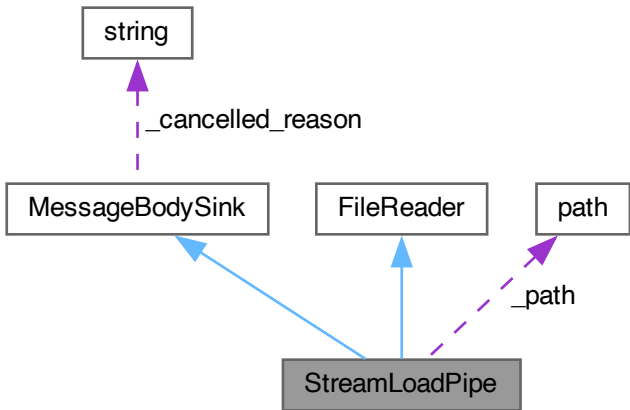 string
_cancelled_reason
MessageBodySink
FileReader
path
_path
StreamLoadPipe